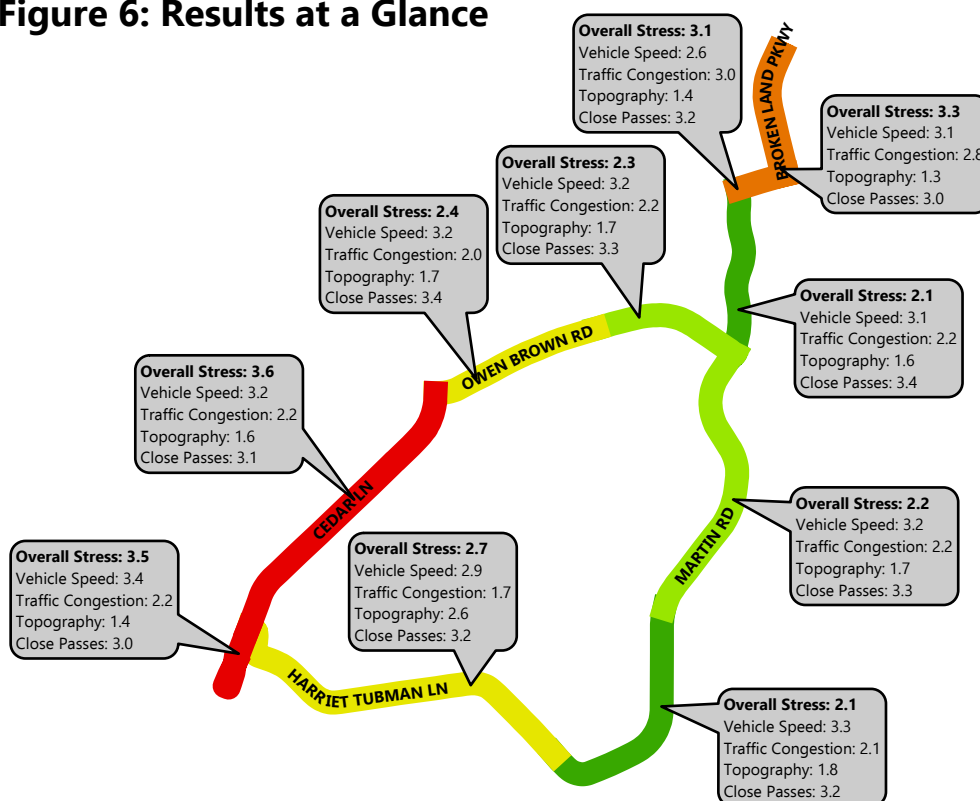 Figure 6: Results at a Glance
Overall Stress: 3.1
Vehicle Speed: 2.6
Traffic Congestion: 3.0
Topography: 1.4
Close Passes: 3.2
BROKEN LAND PKWY
Overall Stress: 3.3
Vehicle Speed: 3.1
Traffic Congestion: 2.8
Topography: 1.3
Close Passes: 3.0
Overall Stress: 2.3
Vehicle Speed: 3.2
Traffic Congestion: 2.2
Topography: 1.7
Close Passes: 3.3
Overall Stress: 2.4
Vehicle Speed: 3.2
Traffic Congestion: 2.0
Topography: 1.7
Close Passes: 3.4
Overall Stress: 2.1
Vehicle Speed: 3.1
Traffic Congestion: 2.2
Topography: 1.6
Close Passes: 3.4
OWEN BROWN RD
Overall Stress: 3.6
Vehicle Speed: 3.2
Traffic Congestion: 2.2
Topography: 1.6
Close Passes: 3.1
CEDAR LN
Overall Stress: 2.2
Vehicle Speed: 3.2
Traffic Congestion: 2.2
Topography: 1.7
Close Passes: 3.3
MARTIN RD
Overall Stress: 3.5
Vehicle Speed: 3.4
Traffic Congestion: 2.2
Topography: 1.4
Close Passes: 3.0
Overall Stress: 2.7
Vehicle Speed: 2.9
Traffic Congestion: 1.7
Topography: 2.6
Close Passes: 3.2
HARRIET TUBMAN LN
Overall Stress: 2.1
Vehicle Speed: 3.3
Traffic Congestion: 2.1
Topography: 1.8
Close Passes: 3.2